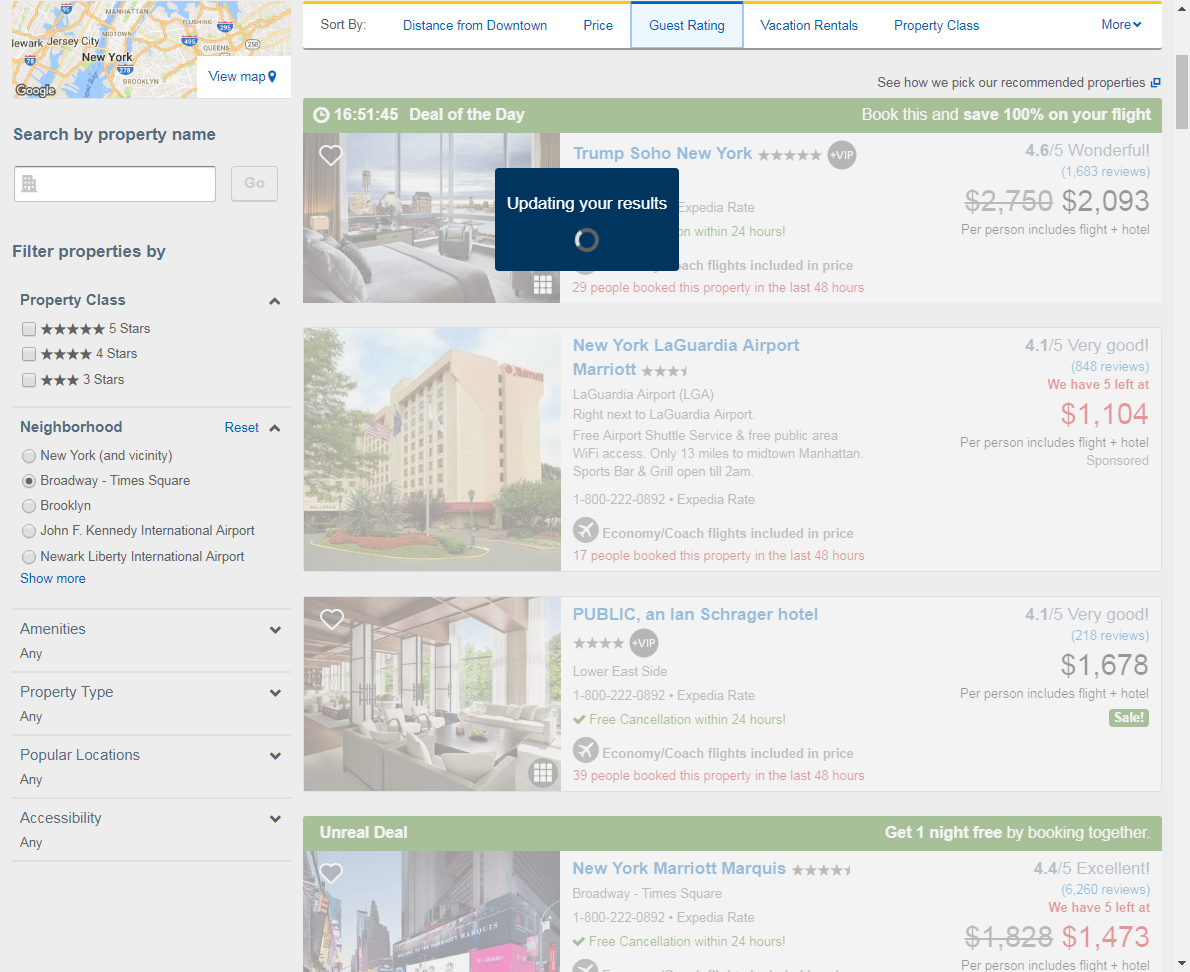 MANHATTAN
FLUSHING
MIDTOWN
ewark
Jersey City
QUEENS
New York
BROOKLYN
95
295
495
258
78
278
Google
View map
Search by property name
Go
Filter properties by
Property Class
5 Stars
4 Stars
3 Stars
Neighborhood
Reset
New York (and vicinity)
Broadway - Times Square
Brooklyn
John F. Kennedy International Airport
Newark Liberty International Airport
Show more
Amenities
Any
Property Type
Any
Popular Locations
Any
Accessibility
Any
Sort By: Distance from Downtown Price Guest Rating Vacation Rentals Property Class More
See how we pick our recommended properties
16:51:45 Deal of the Day
Book this and save 100% on your flight
Trump Soho New York +VIP
Updating your results
Expedia Rate
on within 24 hours!
ach flights included in price
29 people booked this property in the last 48 hours
4.6/5 Wonderful!
(1,683 reviews)
$2,750 $2,093
Per person includes flight + hotel
New York LaGuardia Airport
Marriott
LaGuardia Airport (LGA)
Right next to LaGuardia Airport.
Free Airport Shuttle Service & free public area
WiFi access. Only 13 miles to midtown Manhattan.
Sports Bar & Grill open till 2am.
1-800-222-0892 • Expedia Rate
Economy/Coach flights included in price
17 people booked this property in the last 48 hours
4.1/5 Very good!
(848 reviews)
We have 5 left at
$1,104
Per person includes flight + hotel
Sponsored
Marriott
PUBLIC, an Ian Schrager hotel
+VIP
Lower East Side
1-800-222-0892 • Expedia Rate
Free Cancellation within 24 hours!
Economy/Coach flights included in price
39 people booked this property in the last 48 hours
4.1/5 Very good!
(218 reviews)
$1,678
Per person includes flight + hotel
Sale!
Unreal Deal
Get 1 night free by booking together.
New York Marriott Marquis
Broadway - Times Square
1-800-222-0892 • Expedia Rate
Free Cancellation within 24 hours!
4.4/5 Excellent!
(6,260 reviews)
We have 5 left at
$1,828 $1,473
Per person includes flight + hotel
WELCOME TO THE MARRIOTT MARQUIS